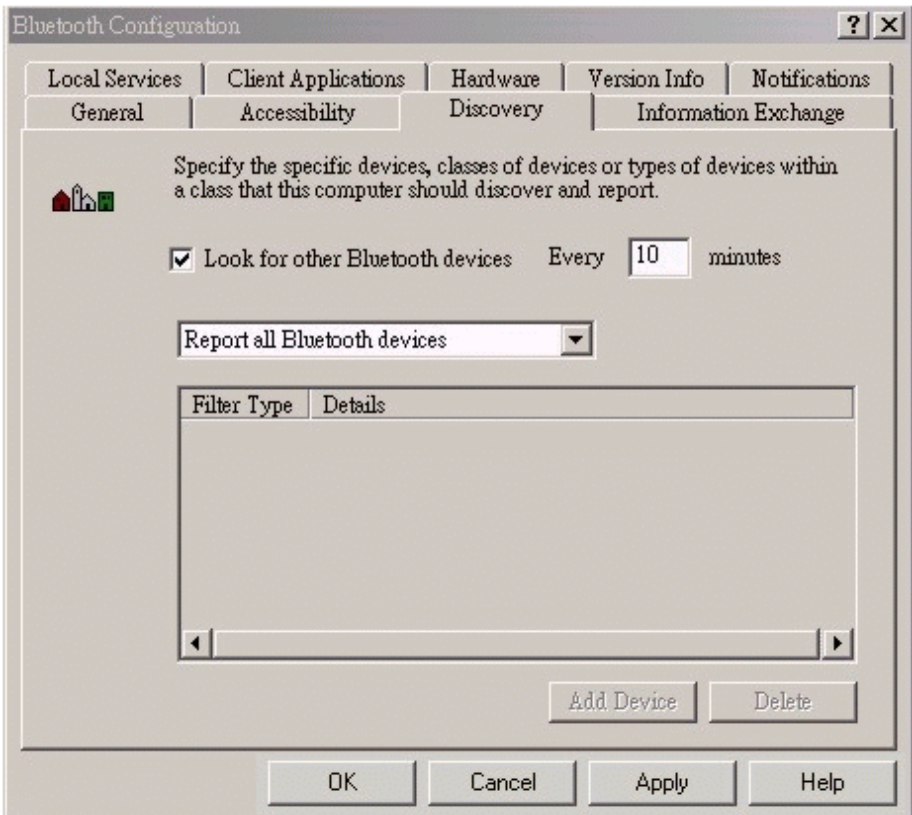 Bluetooth Configuration
Local Services Client Applications Hardware Version Info Notifications
General Accessibility Discovery Information Exchange
Specify the specific devices, classes of devices or types of devices within
a class that this computer should discover and report.
Look for other Bluetooth devices Every 10 minutes
Report all Bluetooth devices
Filter Type Details
Add Device Delete
OK Cancel Apply Help